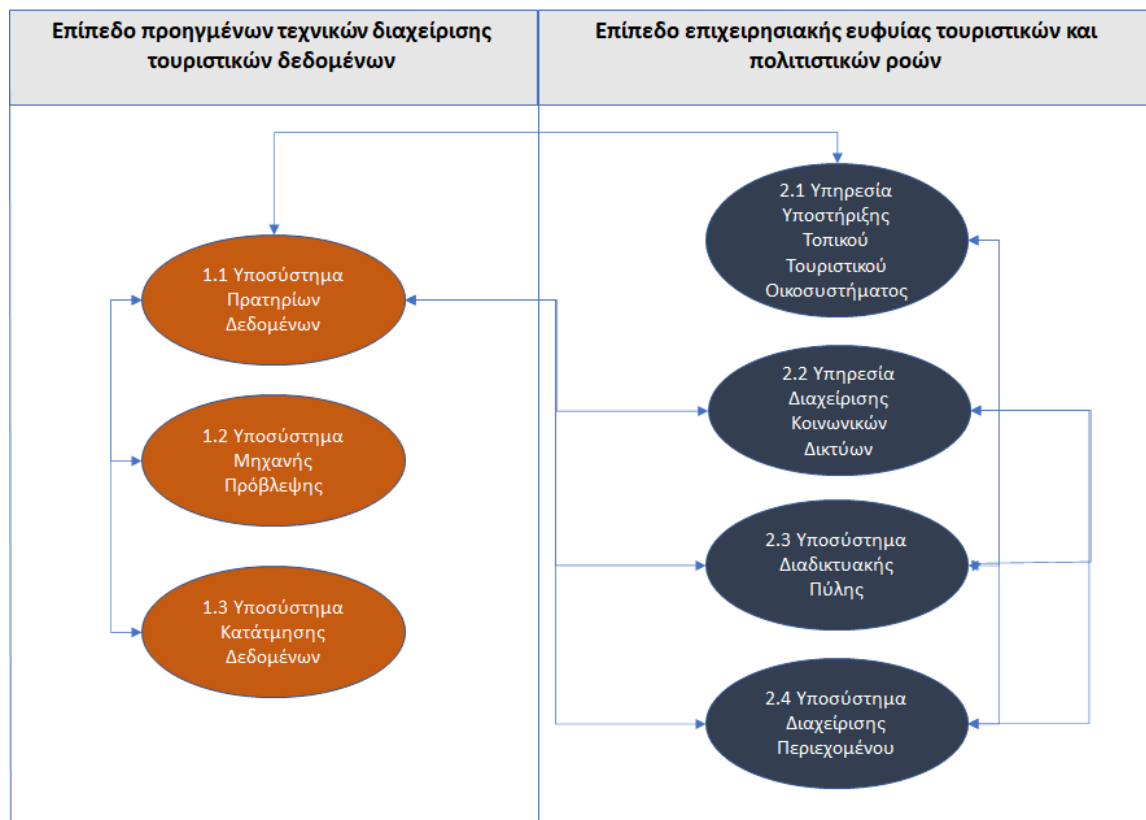 Επίπεδο προηγμένων τεχνικών διαχείρισης
τουριστικών δεδομένων
Επίπεδο επιχειρησιακής ευφυίας τουριστικών και
πολιτιστικών ροών
1.1 Υποσύστημα
Πρατηρίων
Δεδομένων
1.2 Υποσύστημα
Μηχανής
Πρόβλεψης
1.3 Υποσύστημα
Κατάτμησης
Δεδομένων
2.1 Υπηρεσία
Υποστήριξης
Τοπικού
Τουριστικού
Οικοσυστήματος
2.2 Υπηρεσία
Διαχείρισης
Κοινωνικών
Δικτύων
2.3 Υποσύστημα
Διαδικτυακής
Πύλης
2.4 Υποσύστημα
Διαχείρισης
Περιεχομένου